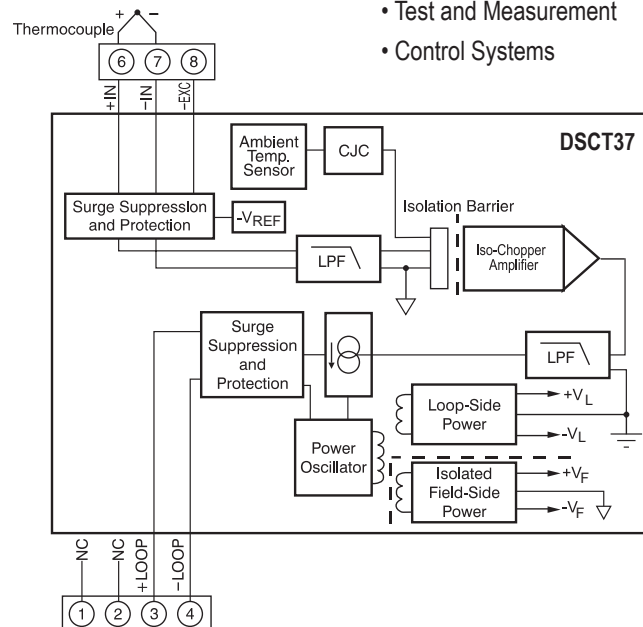 • Test and Measurement
• Control Systems
Thermocouple
+ −
6 7 8
+IN
−IN
−EXC
DSCT37
Ambient
Temp.
Sensor
CJC
Surge Suppression
and Protection
-VREF
Isolation Barrier
LPF
Iso-Chopper
Amplifier
Surge
Suppression
and
Protection
LPF
Power
Oscillator
Loop-Side
Power
+VL
-VL
Isolated
Field-Side
Power
+VF
-VF
NC
NC
+LOOP
−LOOP
1 2 3 4